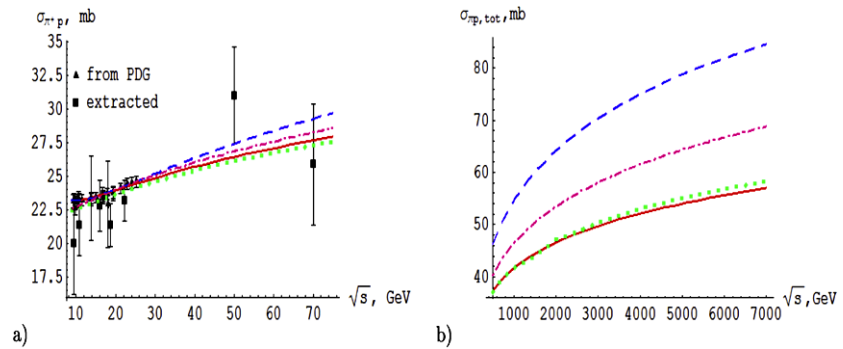 σπ+p, mb
35
32.5
30
27.5
25
22.5
20
17.5
from PDG
extracted
10 20 30 40 50 60 70
√s, GeV
a)
σπp,tot, mb
80
70
60
50
40
1000 2000 3000 4000 5000 6000 7000
√s, GeV
b)